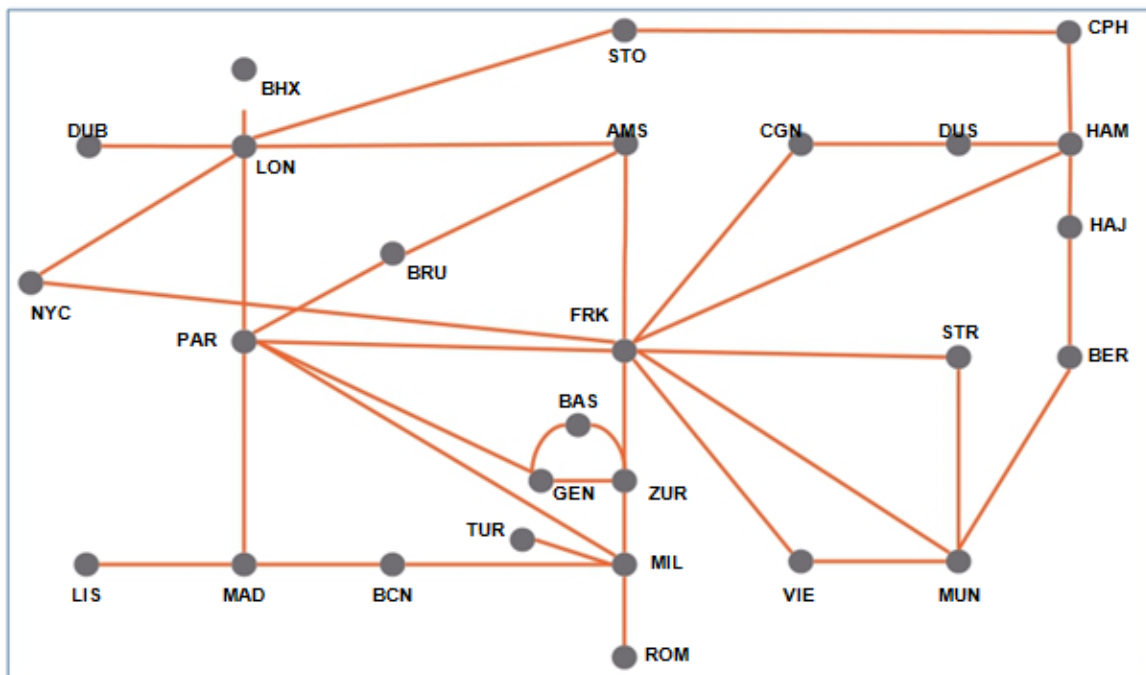 CPH
STO
BHX
DUB
AMS
CGN
DUS
HAM
LON
HAJ
BRU
NYC
FRK
PAR
STR
BER
BAS
GEN
ZUR
TUR
MIL
LIS
MAD
BCN
VIE
MUN
ROM